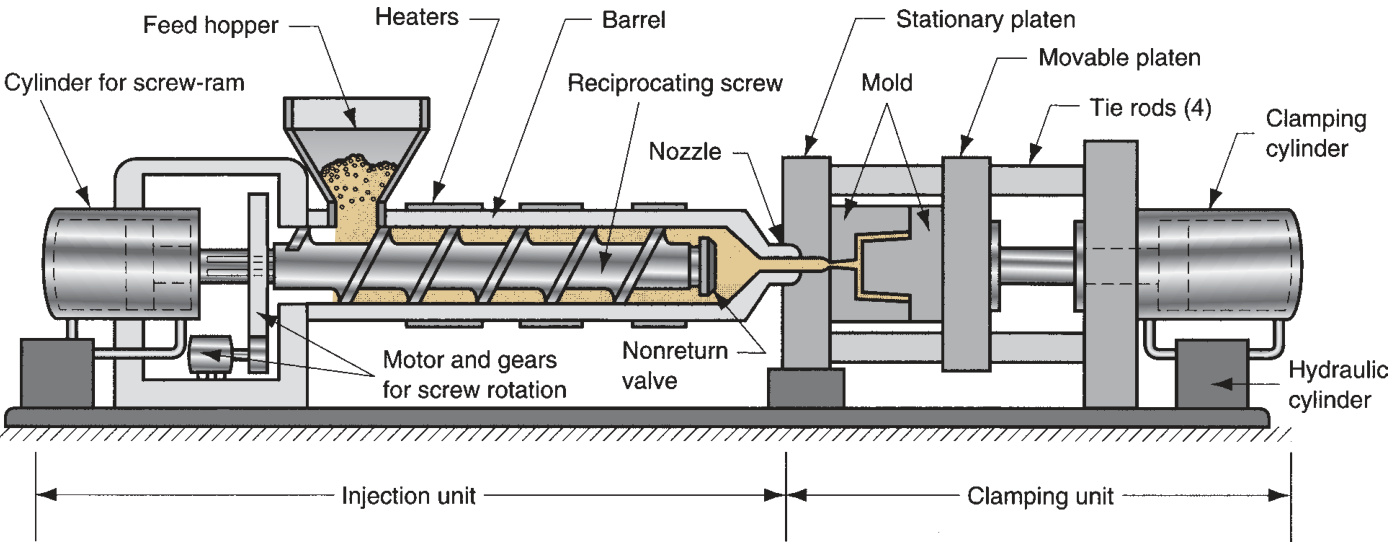 Feed hopper
Heaters
Barrel
Stationary platen
Cylinder for screw-ram
Reciprocating screw
Mold
Movable platen
Tie rods (4)
Clamping
cylinder
Nozzle
Motor and gears
for screw rotation
Nonreturn
valve
Hydraulic
cylinder
Injection unit
Clamping unit